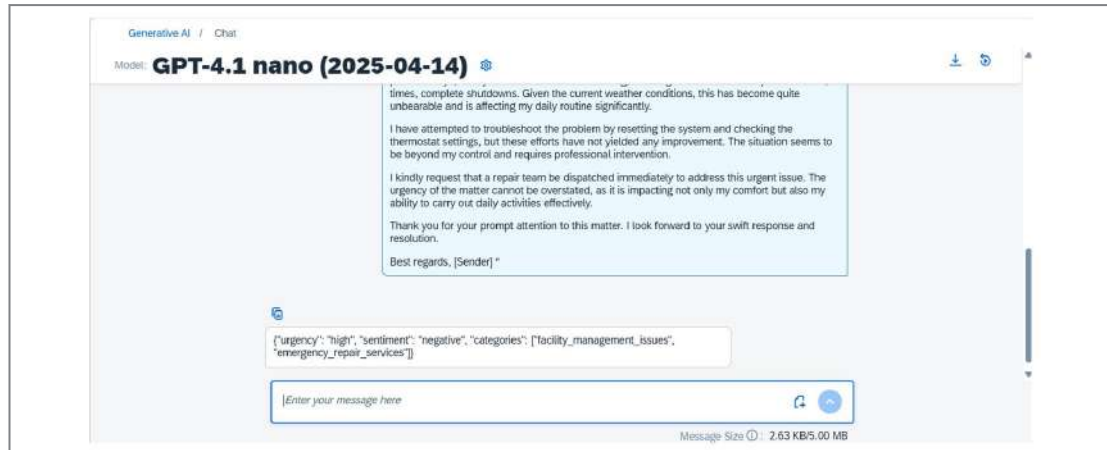 Generative AI / Chat
Model: GPT-4.1 nano (2025-04-14)
times, complete shutdowns. Given the current weather conditions, this has become quite
unbearable and is affecting my daily routine significantly.
I have attempted to troubleshoot the problem by resetting the system and checking the
thermostat settings, but these efforts have not yielded any improvement. The situation seems to
be beyond my control and requires professional intervention.
I kindly request that a repair team be dispatched immediately to address this urgent issue. The
urgency of the matter cannot be overstated, as it is impacting not only my comfort but also my
ability to carry out daily activities effectively.
Thank you for your prompt attention to this matter. I look forward to your swift response and
resolution.
Best regards, [Sender] "
{"urgency": "high", "sentiment": "negative", "categories": ["facility_management_issues",
"emergency_repair_services"]}
Enter your message here
Message Size ⓘ : 2.63 KB/5.00 MB